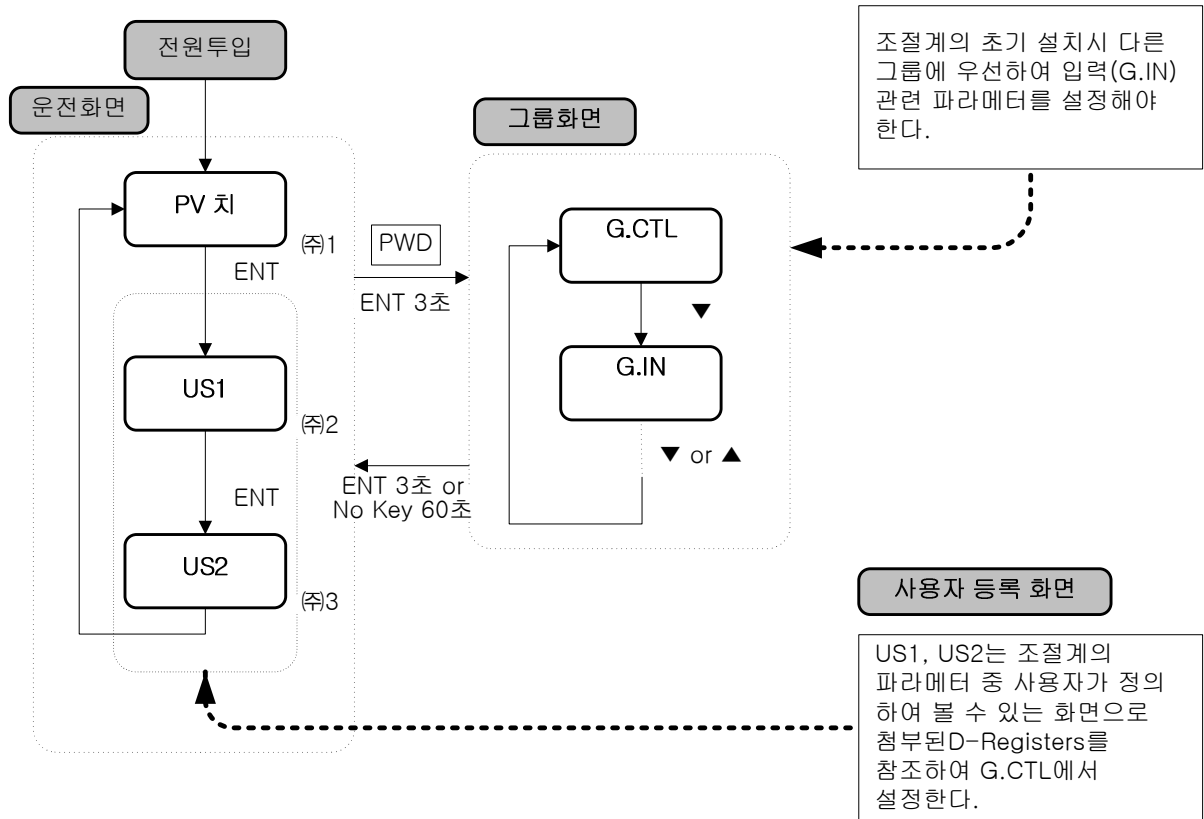 전원투입
운전화면
PV 치
㈜1
ENT
US1
㈜2
ENT
US2
㈜3
PWD
ENT 3초
ENT 3초 or
No Key 60초
그룹화면
G.CTL
▼
G.IN
▼ or ▲
조절계의 초기 설치시 다른
그룹에 우선하여 입력(G.IN)
관련 파라메터를 설정해야
한다.
사용자 등록 화면
US1, US2는 조절계의
파라메터 중 사용자가 정의
하여 볼 수 있는 화면으로
첨부된D-Registers를
참조하여 G.CTL에서
설정한다.